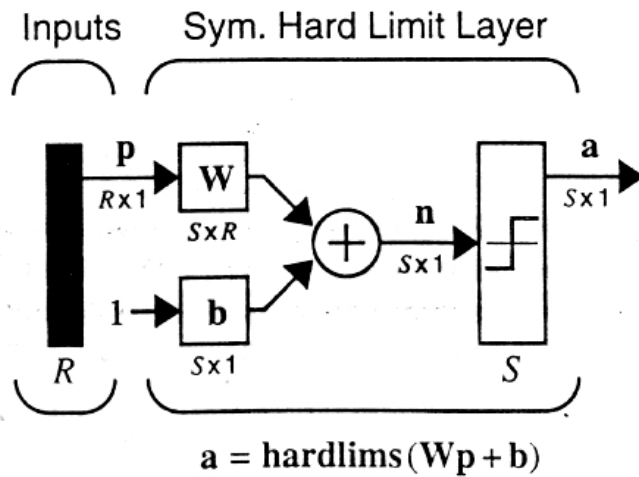 Inputs Sym. Hard Limit Layer
p W n a
R x 1 S x R S x 1 S x 1
1 b
R S x 1 S
a = hardlims(Wp + b)